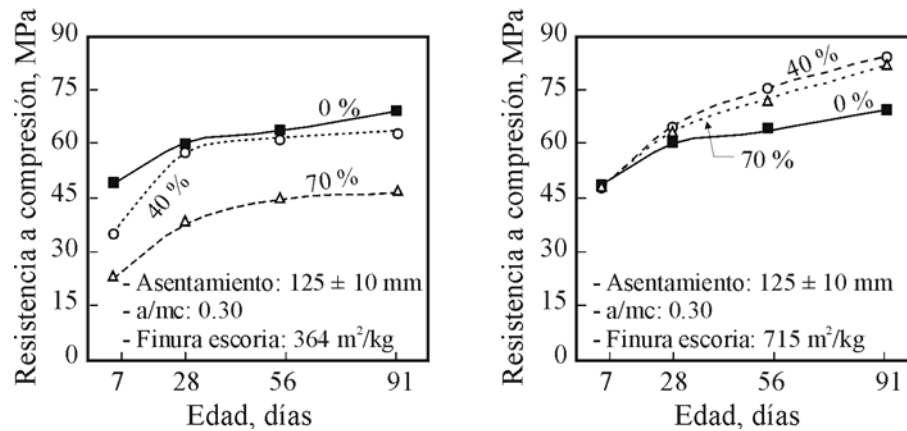 Resistencia a compresión, MPa
90
75
60
45
30
15
0
0 %
40 %
70 %
- Asentamiento: 125 ± 10 mm
- a/mc: 0.30
- Finura escoria: 364 m²/kg
7 28 56 91
Edad, días
Resistencia a compresión, MPa
90
75
60
45
30
15
0
40 %
0 %
70 %
- Asentamiento: 125 ± 10 mm
- a/mc: 0.30
- Finura escoria: 715 m²/kg
7 28 56 91
Edad, días